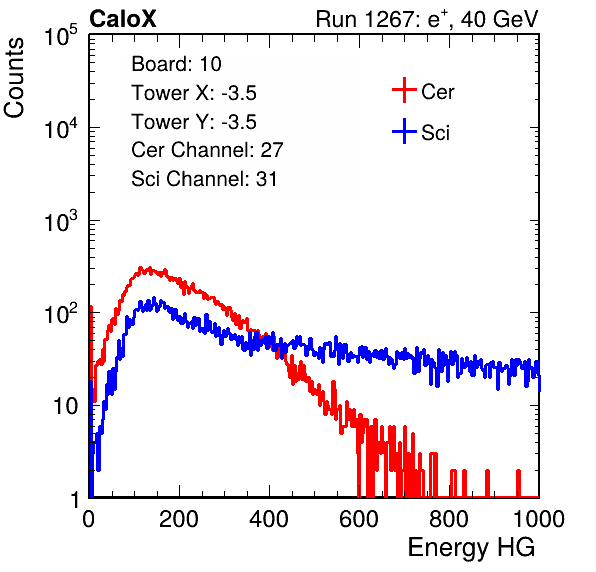 CaloX Run 1267: e⁺, 40 GeV
Counts
Board: 10
Tower X: -3.5
Tower Y: -3.5
Cer Channel: 27
Sci Channel: 31
Cer
Sci
10⁵
10⁴
10³
10²
10
1
0 200 400 600 800 1000
Energy HG